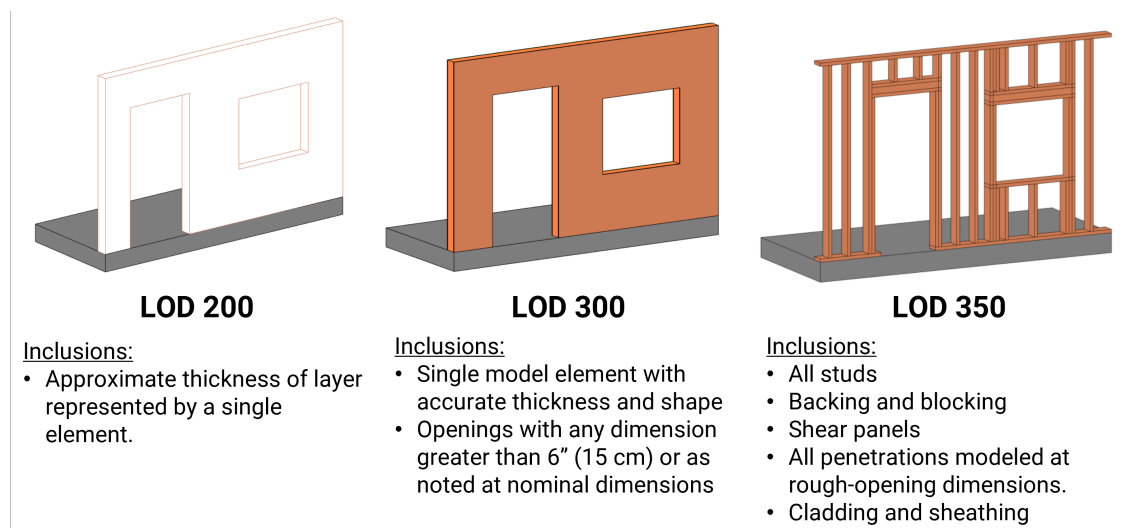 LOD 200
Inclusions:
• Approximate thickness of layer
represented by a single
element.
LOD 300
Inclusions:
• Single model element with
accurate thickness and shape
• Openings with any dimension
greater than 6” (15 cm) or as
noted at nominal dimensions
LOD 350
Inclusions:
• All studs
• Backing and blocking
• Shear panels
• All penetrations modeled at
rough-opening dimensions.
• Cladding and sheathing